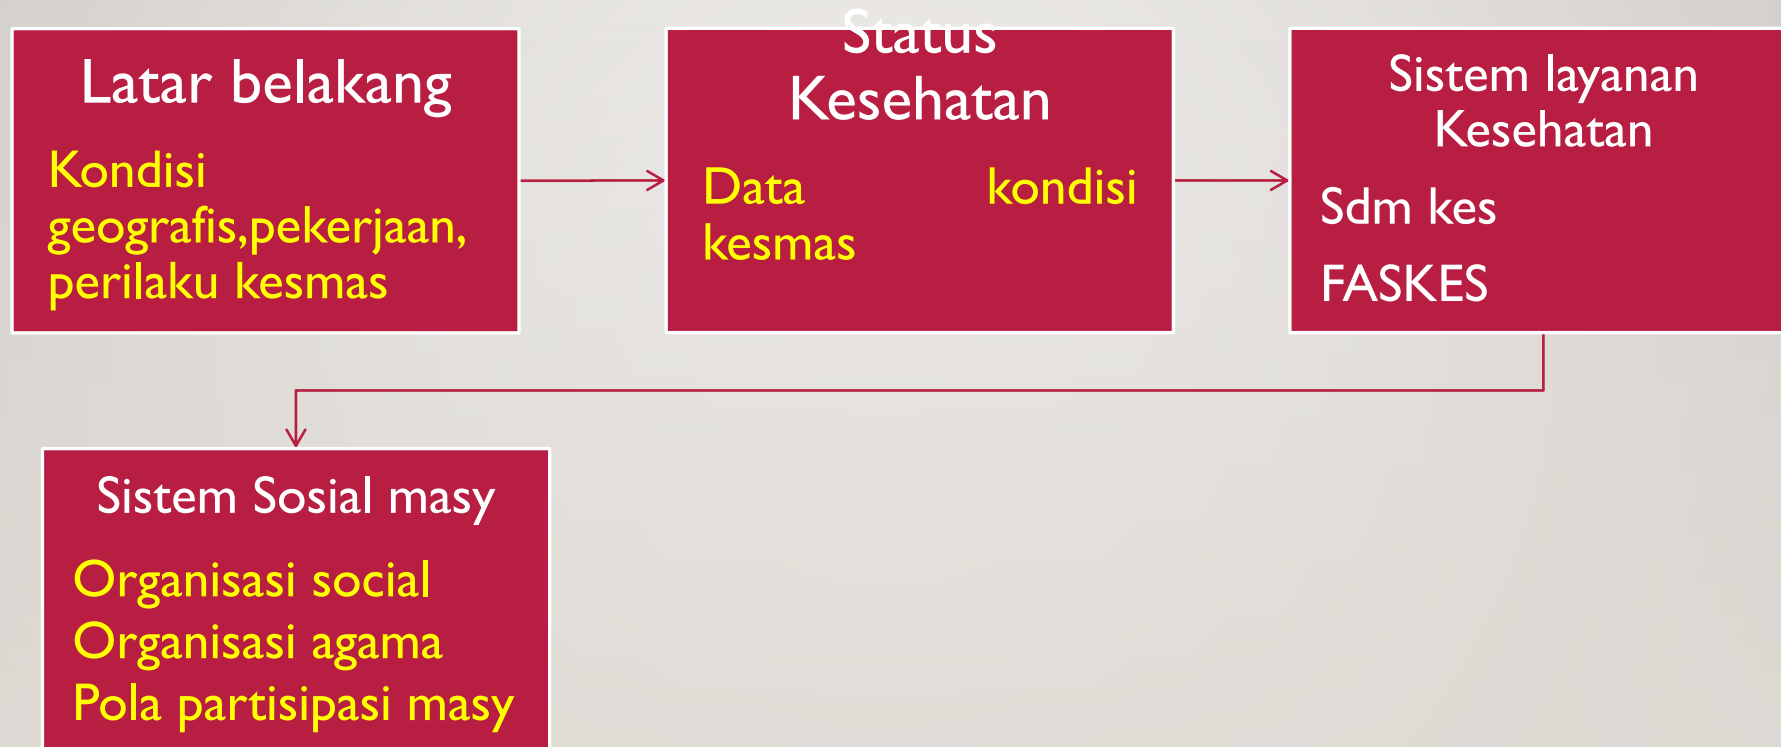 Latar belakang
Kondisi
geografis,pekerjaan,
perilaku kesmas
Status
Kesehatan
Data kondisi
kesmas
Sistem layanan
Kesehatan
Sdm kes
FASKES
Sistem Sosial masy
Organisasi social
Organisasi agama
Pola partisipasi masy